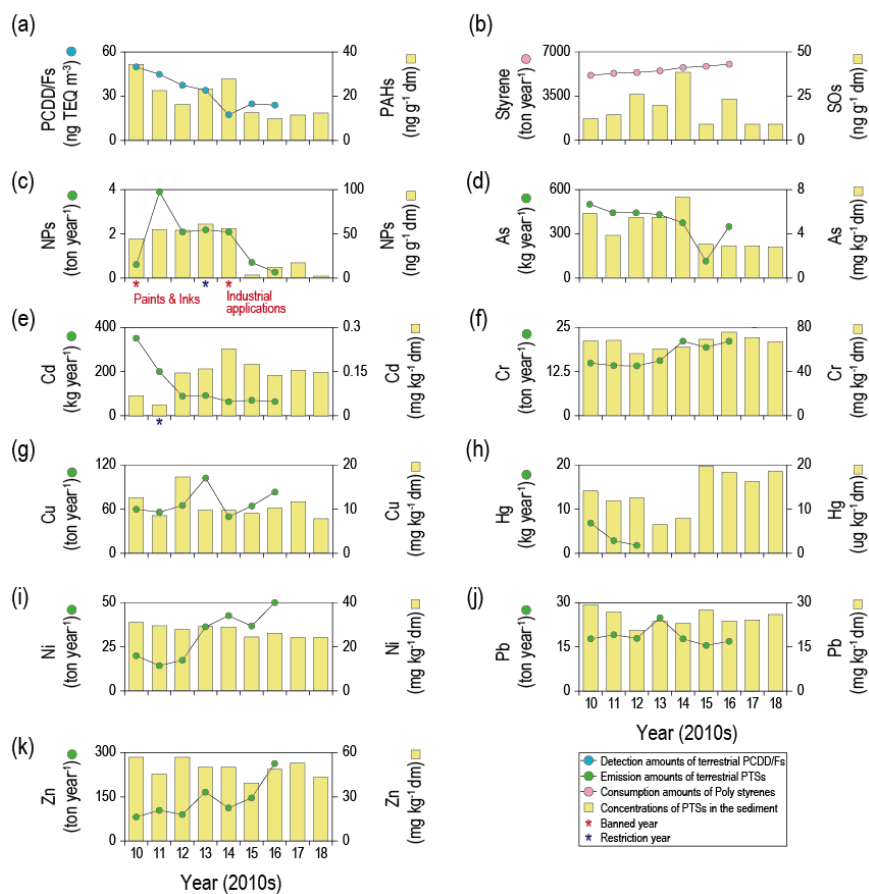 (a)
PCDD/Fs
(ng TEQ m⁻³)
60
30
0
40
20
0
PAHs
(ng g⁻¹ dm)
(b)
Styrene
(ton year⁻¹)
7000
3500
0
50
25
0
SOs
(ng g⁻¹ dm)
(c)
NPs
(ton year⁻¹)
4
2
0
100
50
0
NPs
(ng g⁻¹ dm)
* Paints & Inks * * Industrial
applications
(d)
As
(kg year⁻¹)
600
300
0
8
4
0
As
(mg kg⁻¹ dm)
(e)
Cd
(kg year⁻¹)
400
200
0
0.3
0.15
0
Cd
(mg kg⁻¹ dm)
*
(f)
Cr
(ton year⁻¹)
25
12.5
0
80
40
0
Cr
(mg kg⁻¹ dm)
(g)
Cu
(ton year⁻¹)
120
60
0
20
10
0
Cu
(mg kg⁻¹ dm)
(h)
Hg
(kg year⁻¹)
20
10
0
20
10
0
Hg
(ug kg⁻¹ dm)
(i)
Ni
(ton year⁻¹)
50
25
0
40
20
0
Ni
(mg kg⁻¹ dm)
(j)
Pb
(ton year⁻¹)
30
15
0
30
15
0
Pb
(mg kg⁻¹ dm)
10 11 12 13 14 15 16 17 18
Year (2010s)
(k)
Zn
(ton year⁻¹)
300
150
0
60
30
0
Zn
(mg kg⁻¹ dm)
10 11 12 13 14 15 16 17 18
Year (2010s)
Detection amounts of terrestrial PCDD/Fs
Emission amounts of terrestrial PTSs
Consumption amounts of Poly styrenes
Concentrations of PTSs in the sediment
* Banned year
* Restriction year